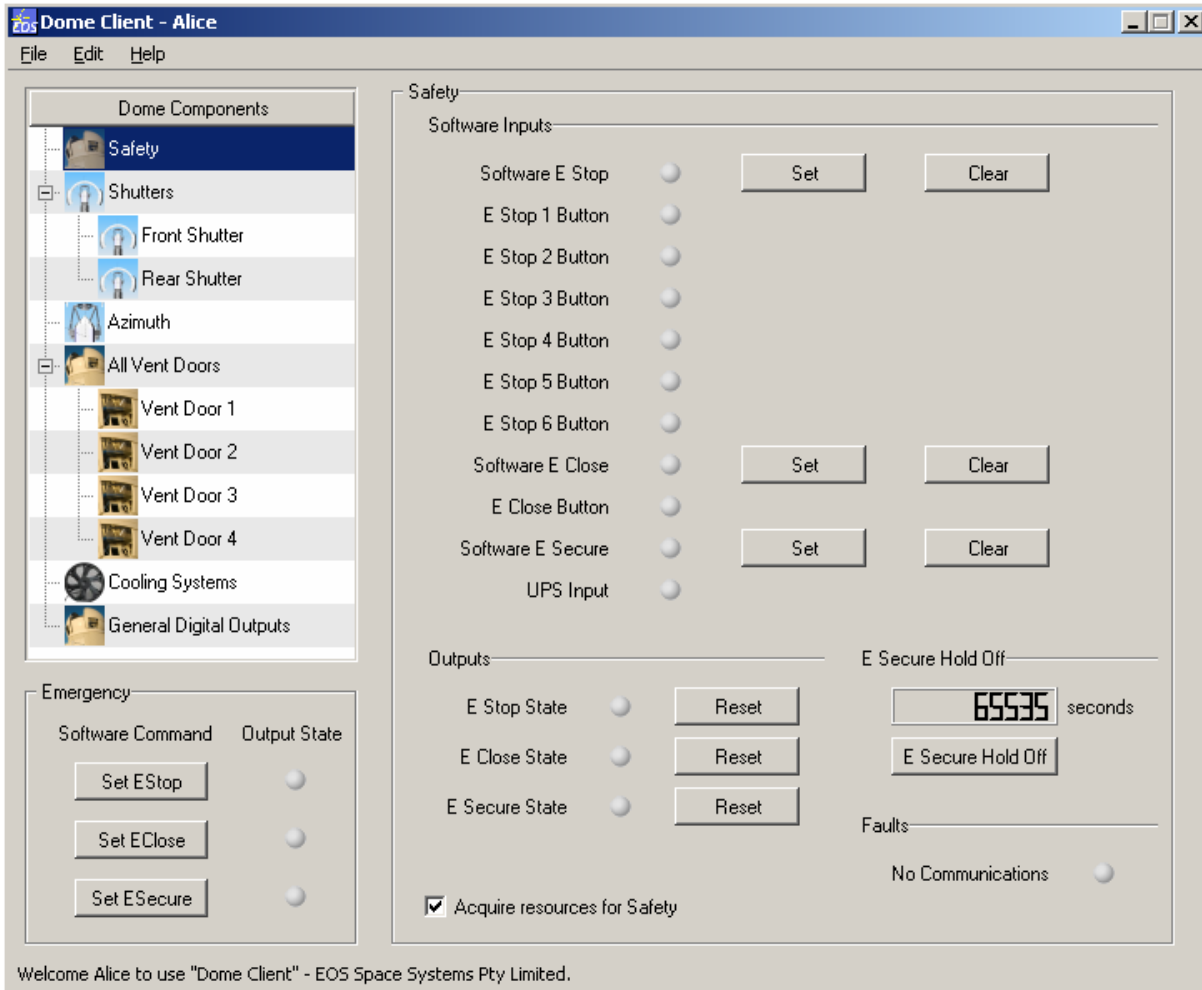 EOS Dome Client - Alice
File Edit Help
Dome Components
Safety
Shutters
Front Shutter
Rear Shutter
Azimuth
All Vent Doors
Vent Door 1
Vent Door 2
Vent Door 3
Vent Door 4
Cooling Systems
General Digital Outputs
Emergency
Software Command Output State
Set EStop
Set EClose
Set ESecure
Safety
Software Inputs
Software E Stop Set Clear
E Stop 1 Button
E Stop 2 Button
E Stop 3 Button
E Stop 4 Button
E Stop 5 Button
E Stop 6 Button
Software E Close Set Clear
E Close Button
Software E Secure Set Clear
UPS Input
Outputs
E Stop State Reset
E Close State Reset
E Secure State Reset
E Secure Hold Off
65535 seconds
E Secure Hold Off
Faults
No Communications
Acquire resources for Safety
Welcome Alice to use "Dome Client" - EOS Space Systems Pty Limited.